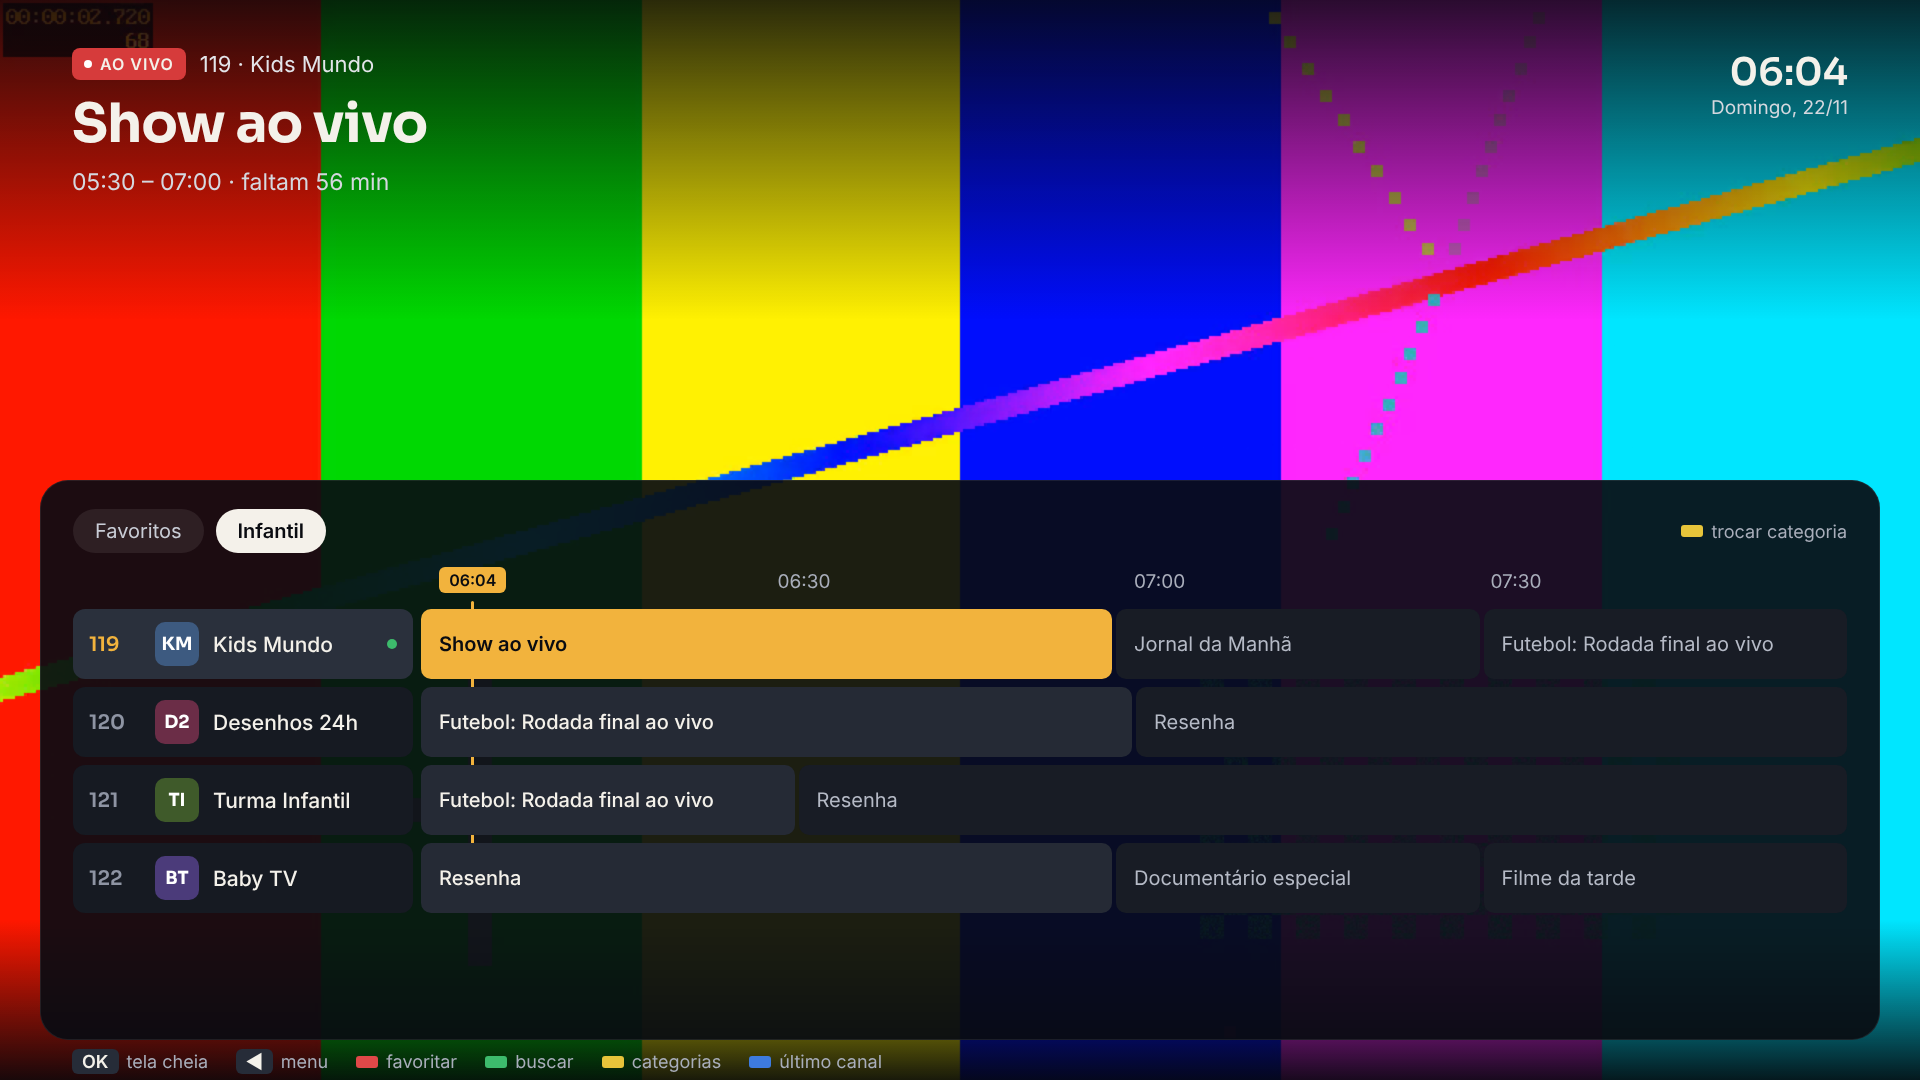 00:00:02.720
68
AO VIVO 119 · Kids Mundo
Show ao vivo
05:30 – 07:00 · faltam 56 min
06:04
Domingo, 22/11
Favoritos Infantil trocar categoria
06:04 06:30 07:00 07:30
119 KM Kids Mundo Show ao vivo Jornal da Manhã Futebol: Rodada final ao vivo
120 D2 Desenhos 24h Futebol: Rodada final ao vivo Resenha
121 TI Turma Infantil Futebol: Rodada final ao vivo Resenha
122 BT Baby TV Resenha Documentário especial Filme da tarde
OK tela cheia ◀ menu favoritar buscar categorias último canal